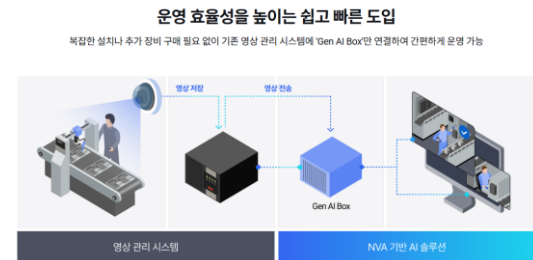 운영 효율성을 높이는 쉽고 빠른 도입
복잡한 설치나 추가 장비 구매 필요 없이 기존 영상 관리 시스템에 'Gen AI Box'만 연결하여 간편하게 운영 가능
영상 저장
영상 전송
Gen AI Box
영상 관리 시스템
NVA 기반 AI 솔루션